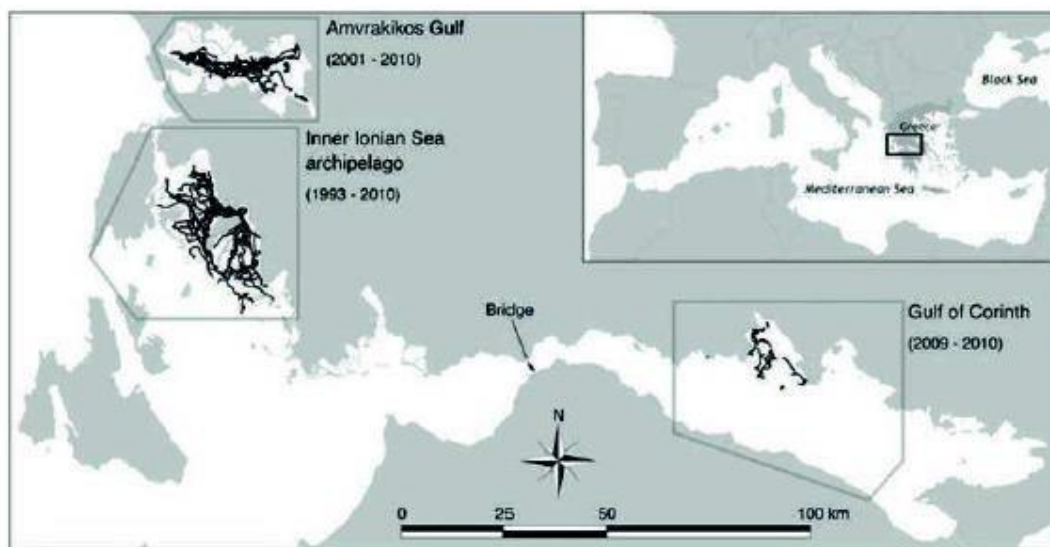 Amvrakikos Gulf
(2001 - 2010)
Inner Ionian Sea
archipelago
(1993 - 2010)
Black Sea
Greece
Mediterranean Sea
Bridge
Gulf of Corinth
(2009 - 2010)
N
0 25 50 100 km